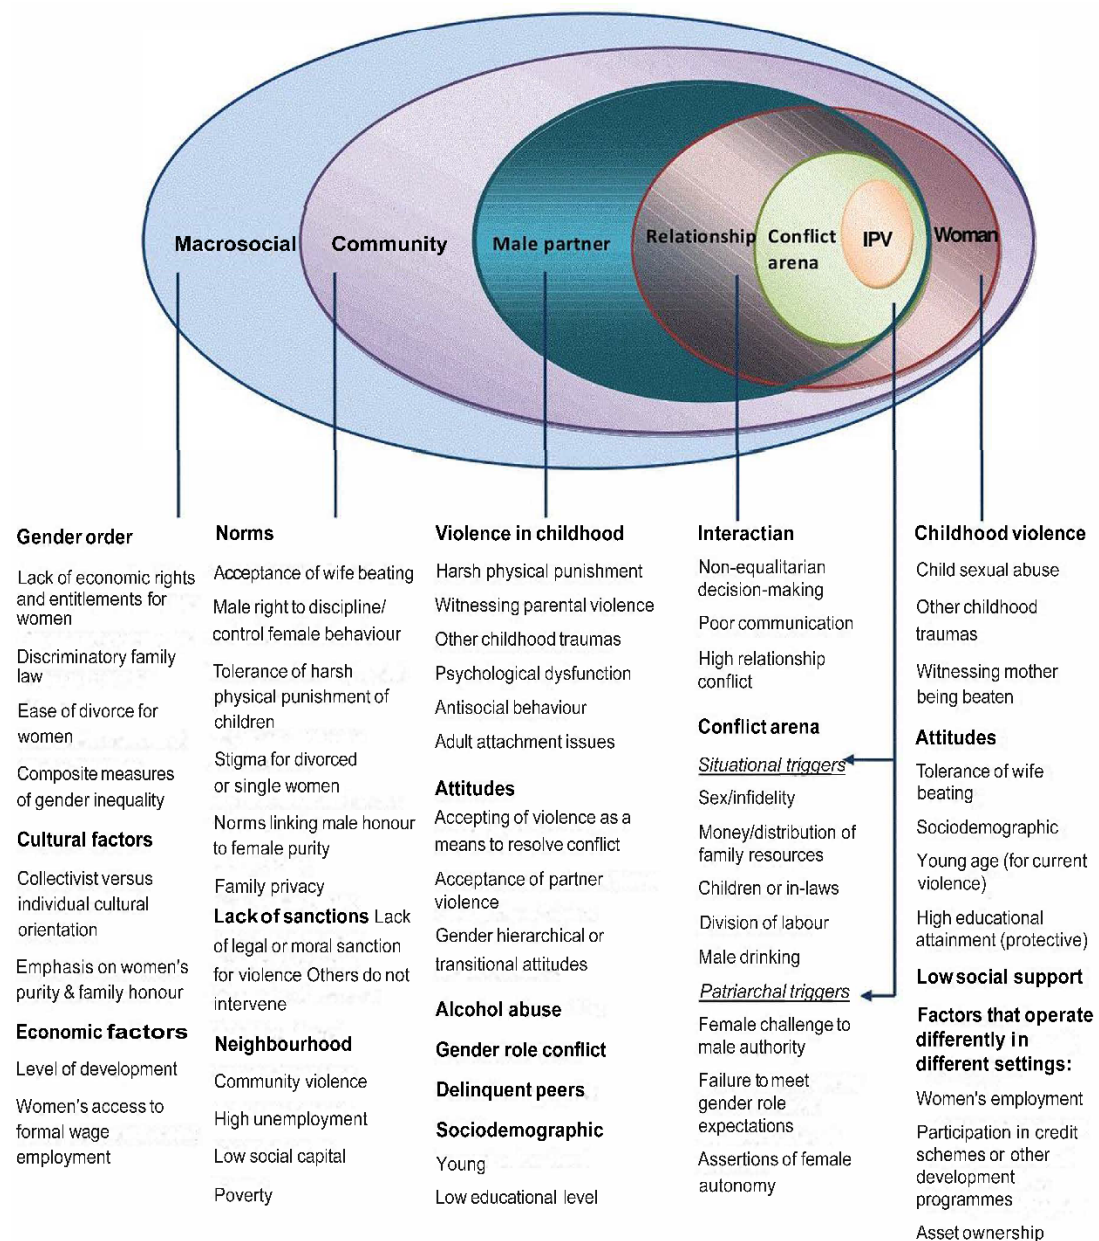 Macrosocial
Community
Male partner
Relationship
Conflict
arena
IPV
Woman
Gender order
Lack of economic rights
and entitlements for
women
Discriminatory family
law
Ease of divorce for
women
Composite measures
of gender inequality
Cultural factors
Collectivist versus
individual cultural
orientation
Emphasis on women's
purity & family honour
Economic factors
Level of development
Women's access to
formal wage
employment
Norms
Acceptance of wife beating
Male right to discipline/
control female behaviour
Tolerance of harsh
physical punishment of
children
Stigma for divorced
or single women
Norms linking male honour
to female purity
Family privacy
Lack of sanctions Lack
of legal or moral sanction
for violence Others do not
intervene
Neighbourhood
Community violence
High unemployment
Low social capital
Poverty
Violence in childhood
Harsh physical punishment
Witnessing parental violence
Other childhood traumas
Psychological dysfunction
Antisocial behaviour
Adult attachment issues
Attitudes
Accepting of violence as a
means to resolve conflict
Acceptance of partner
violence
Gender hierarchical or
transitional attitudes
Alcohol abuse
Gender role conflict
Delinquent peers
Sociodemographic
Young
Low educational level
Interactian
Non-equalitarian
decision-making
Poor communication
High relationship
conflict
Conflict arena
Situational triggers
Sex/infidelity
Money/distribution of
family resources
Children or in-laws
Division of labour
Male drinking
Patriarchal triggers
Female challenge to
male authority
Failure to meet
gender role
expectations
Assertions of female
autonomy
Childhood violence
Child sexual abuse
Other childhood
traumas
Witnessing mother
being beaten
Attitudes
Tolerance of wife
beating
Sociodemographic
Young age (for current
violence)
High educational
attainment (protective)
Low social support
Factors that operate
differently in
different settings:
Women's employment
Participation in credit
schemes or other
development
programmes
Asset ownership